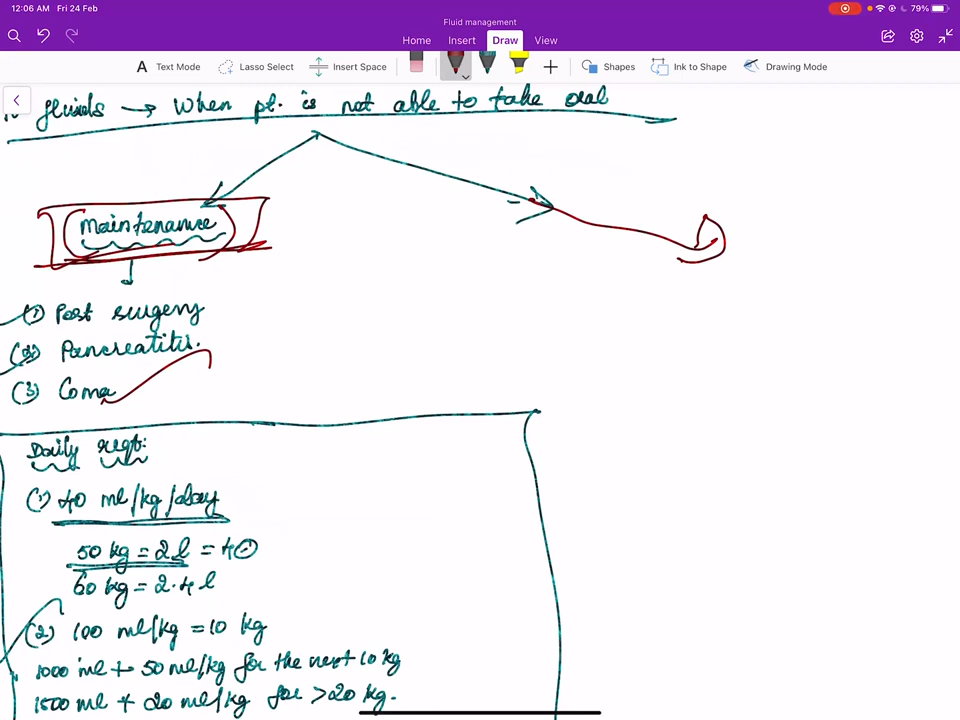 12:06 AM Fri 24 Feb
79%
Fluid management
Home Insert Draw View
A Text Mode Lasso Select Insert Space Shapes Ink to Shape Drawing Mode
fluids → When pt. is not able to take oral
Maintenance
(1) Post surgery
(2) Pancreatitis.
(3) Coma
Daily reqt:
(1) 40 ml/kg/day
50 kg = 2 l = 4
60 kg = 2.4 l
(2) 100 ml/kg = 10 kg
1000 ml + 50 ml/kg for the next 10 kg
1500 ml + 20 ml/kg for >20 kg.